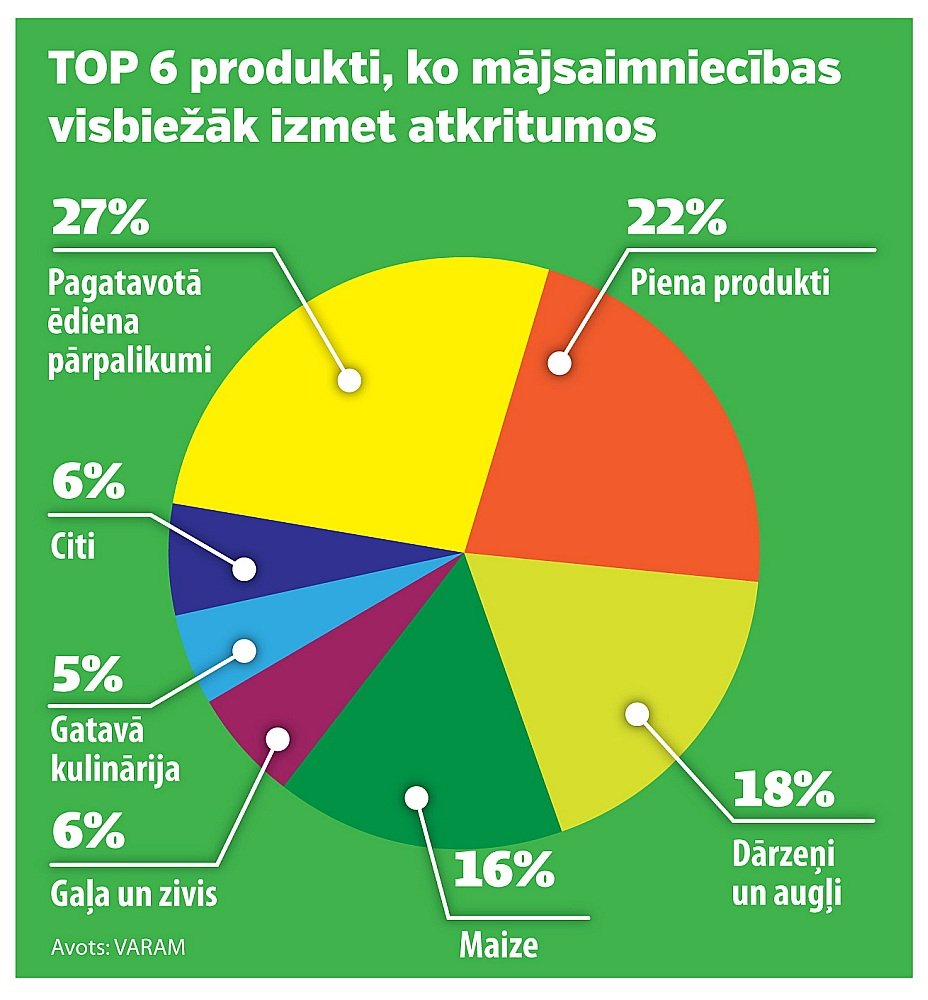 TOP 6 produkti, ko mājsaimniecības
visbiežāk izmet atkritumos
27%
Pagatavotā
ēdiena
pārpalikumi
22%
Piena produkti
6%
Citi
5%
Gatavā
kulinārija
6%
Gaļa un zivis
16%
Maize
18%
Dārzeņi
un augļi
Avots: VARAM